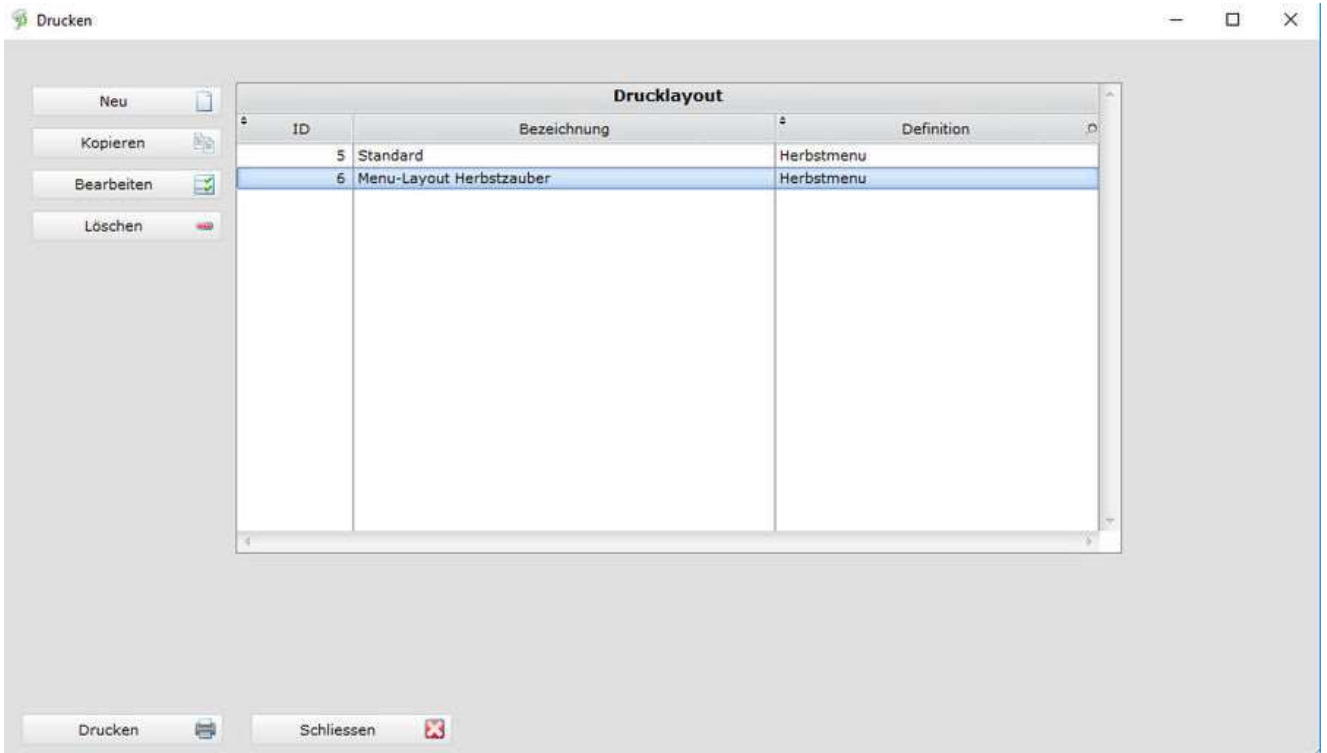 Drucken
Neu
Kopieren
Bearbeiten
Löschen
Drucklayout
ID Bezeichnung Definition
5 Standard Herbstmenu
6 Menu-Layout Herbstzauber Herbstmenu
Drucken Schliessen